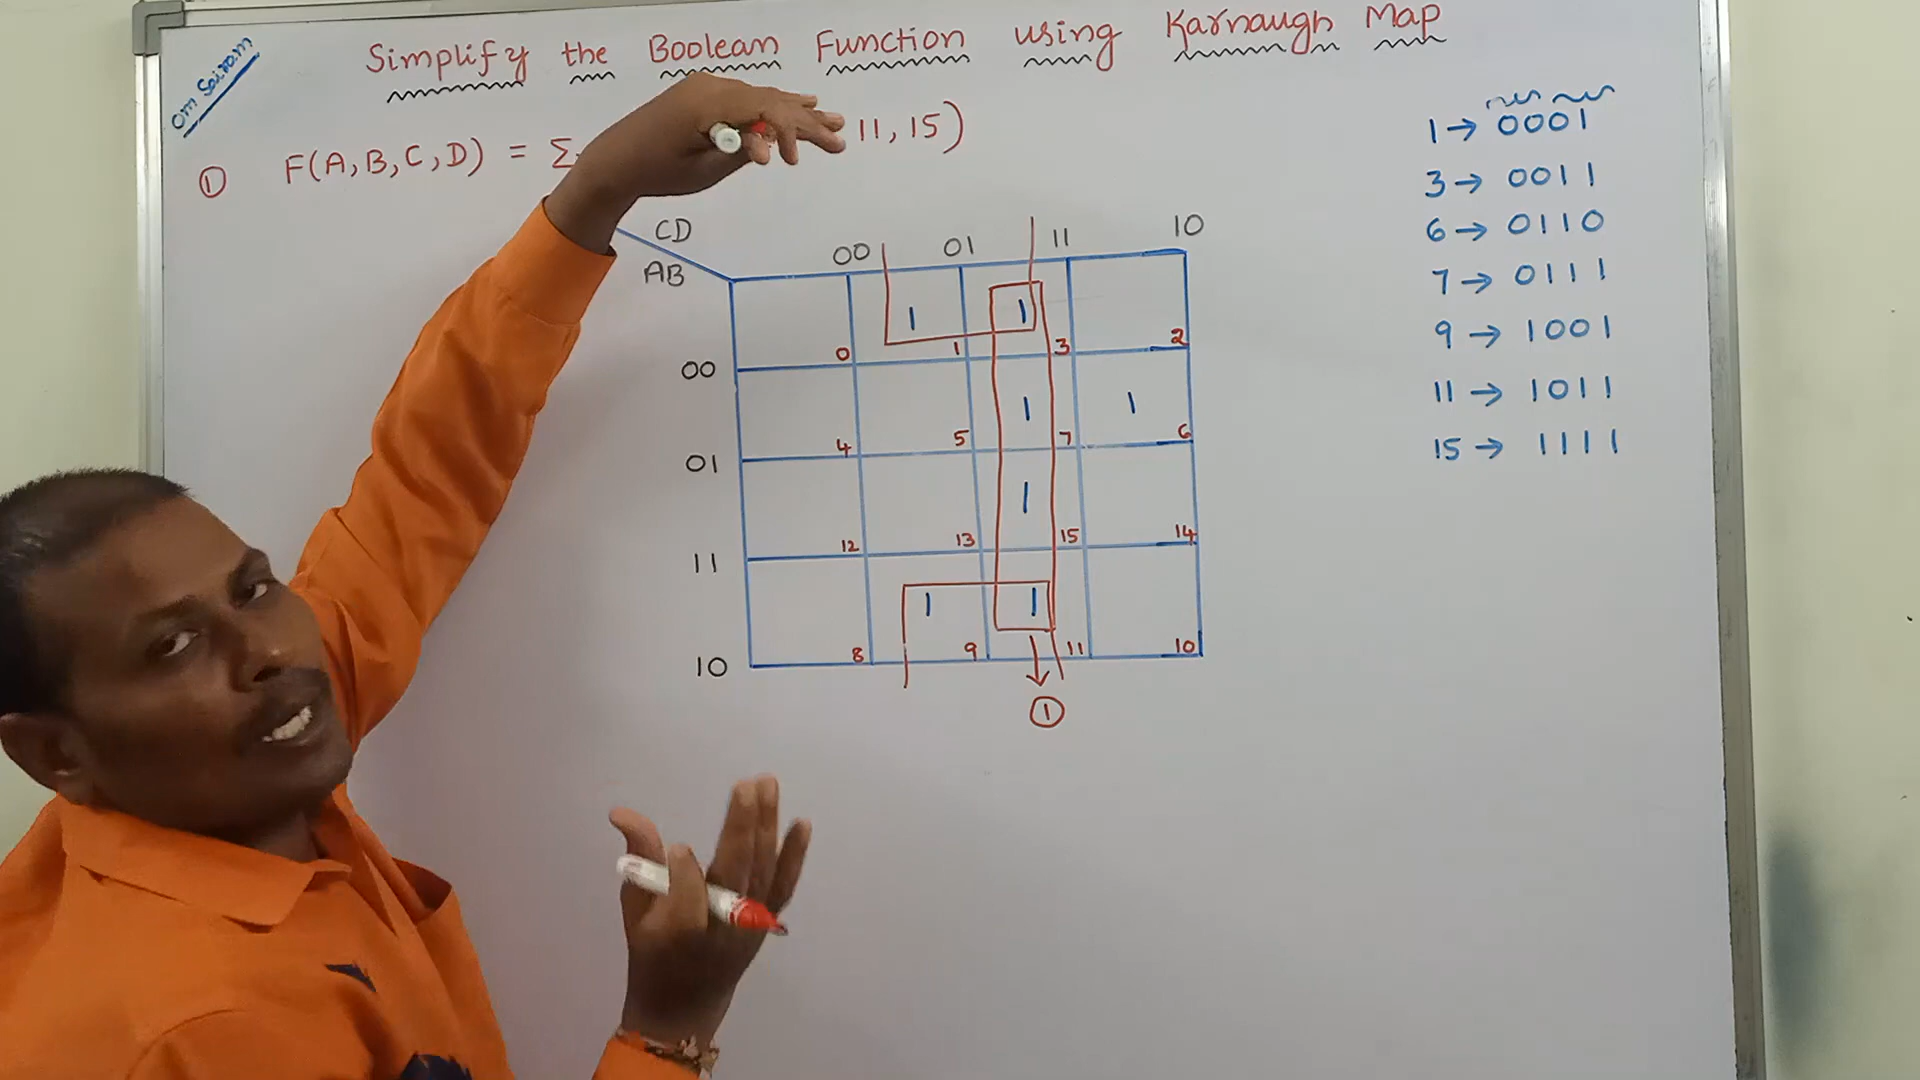 Simplify the Boolean Function using Karnaugh Map
Om Sairam
① F(A,B,C,D) = Σ 11, 15)
CD
AB
00 01 11 10
1 1
0 1 3 2
00
1 1
4 5 7 6
01
1
12 13 15 14
11
1 1
8 9 11 10
10
①
1 → 0001
3 → 0011
6 → 0110
7 → 0111
9 → 1001
11 → 1011
15 → 1111